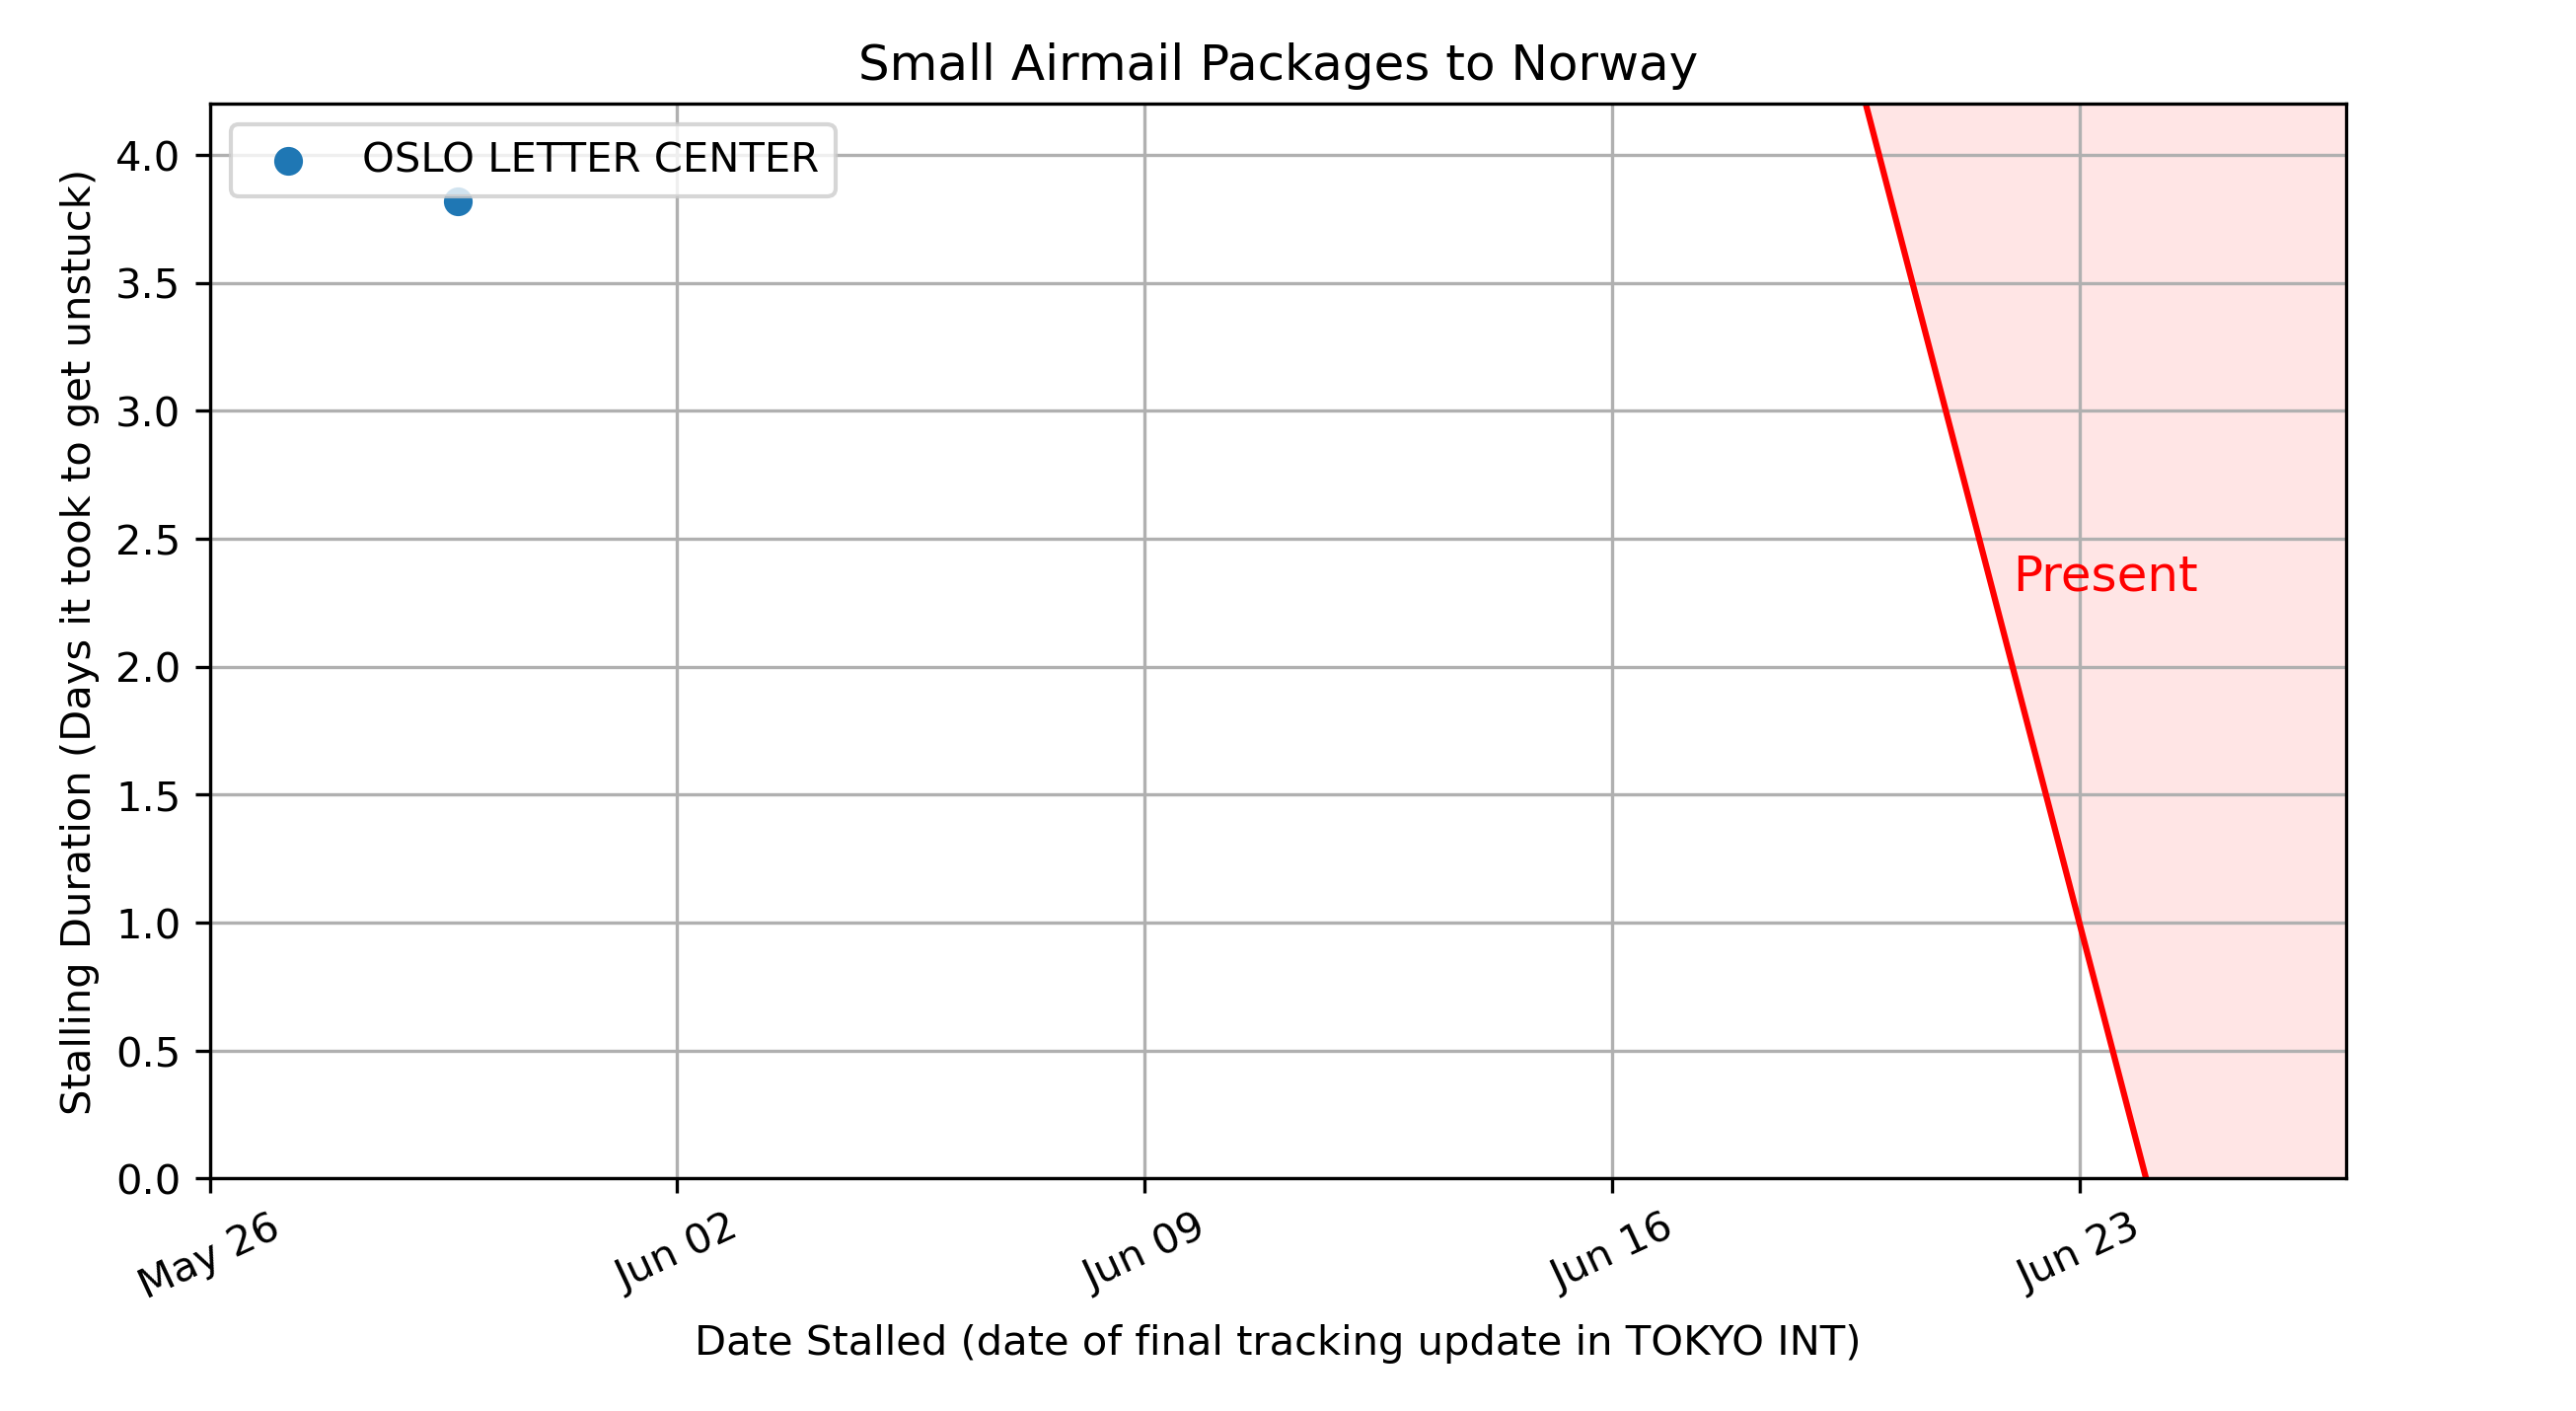 Small Airmail Packages to Norway
OSLO LETTER CENTER
Stalling Duration (Days it took to get unstuck)
4.0
3.5
3.0
2.5
2.0
1.5
1.0
0.5
0.0
Present
May 26
Jun 02
Jun 09
Jun 16
Jun 23
Date Stalled (date of final tracking update in TOKYO INT)